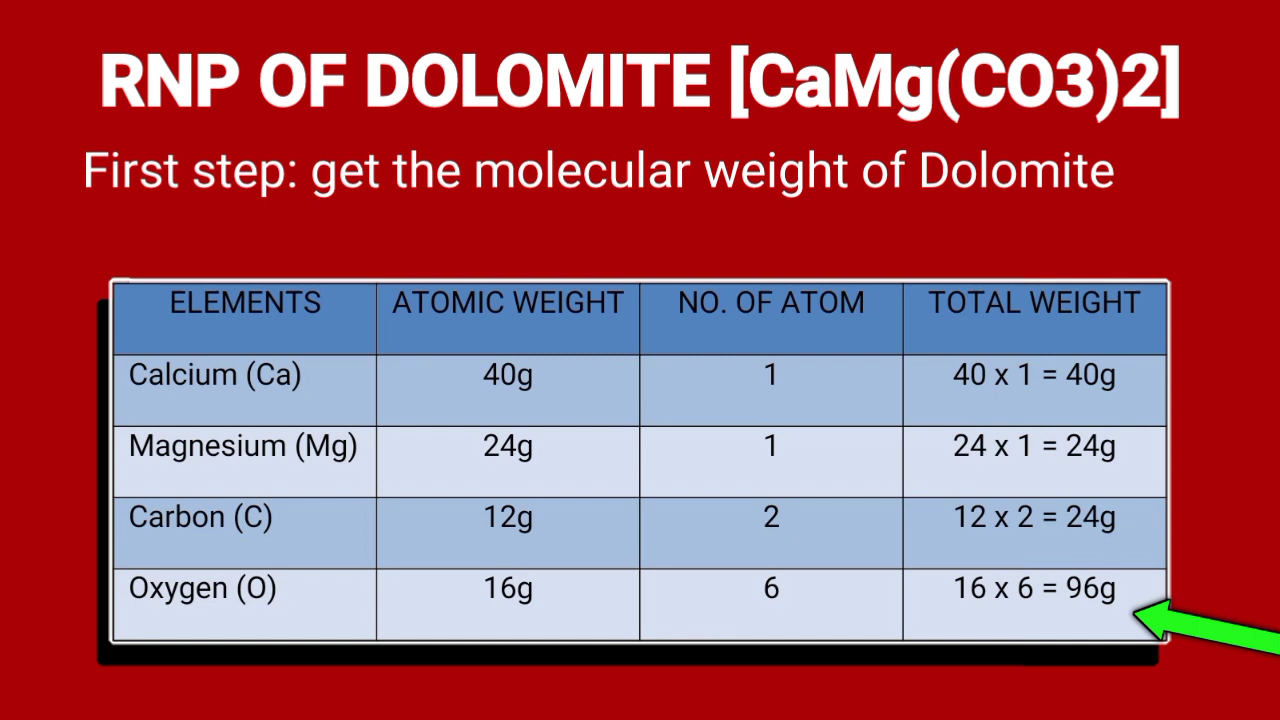 RNP OF DOLOMITE [CaMg(CO3)2]
First step: get the molecular weight of Dolomite
ELEMENTS ATOMIC WEIGHT NO. OF ATOM TOTAL WEIGHT
Calcium (Ca) 40g 1 40 x 1 = 40g
Magnesium (Mg) 24g 1 24 x 1 = 24g
Carbon (C) 12g 2 12 x 2 = 24g
Oxygen (O) 16g 6 16 x 6 = 96g